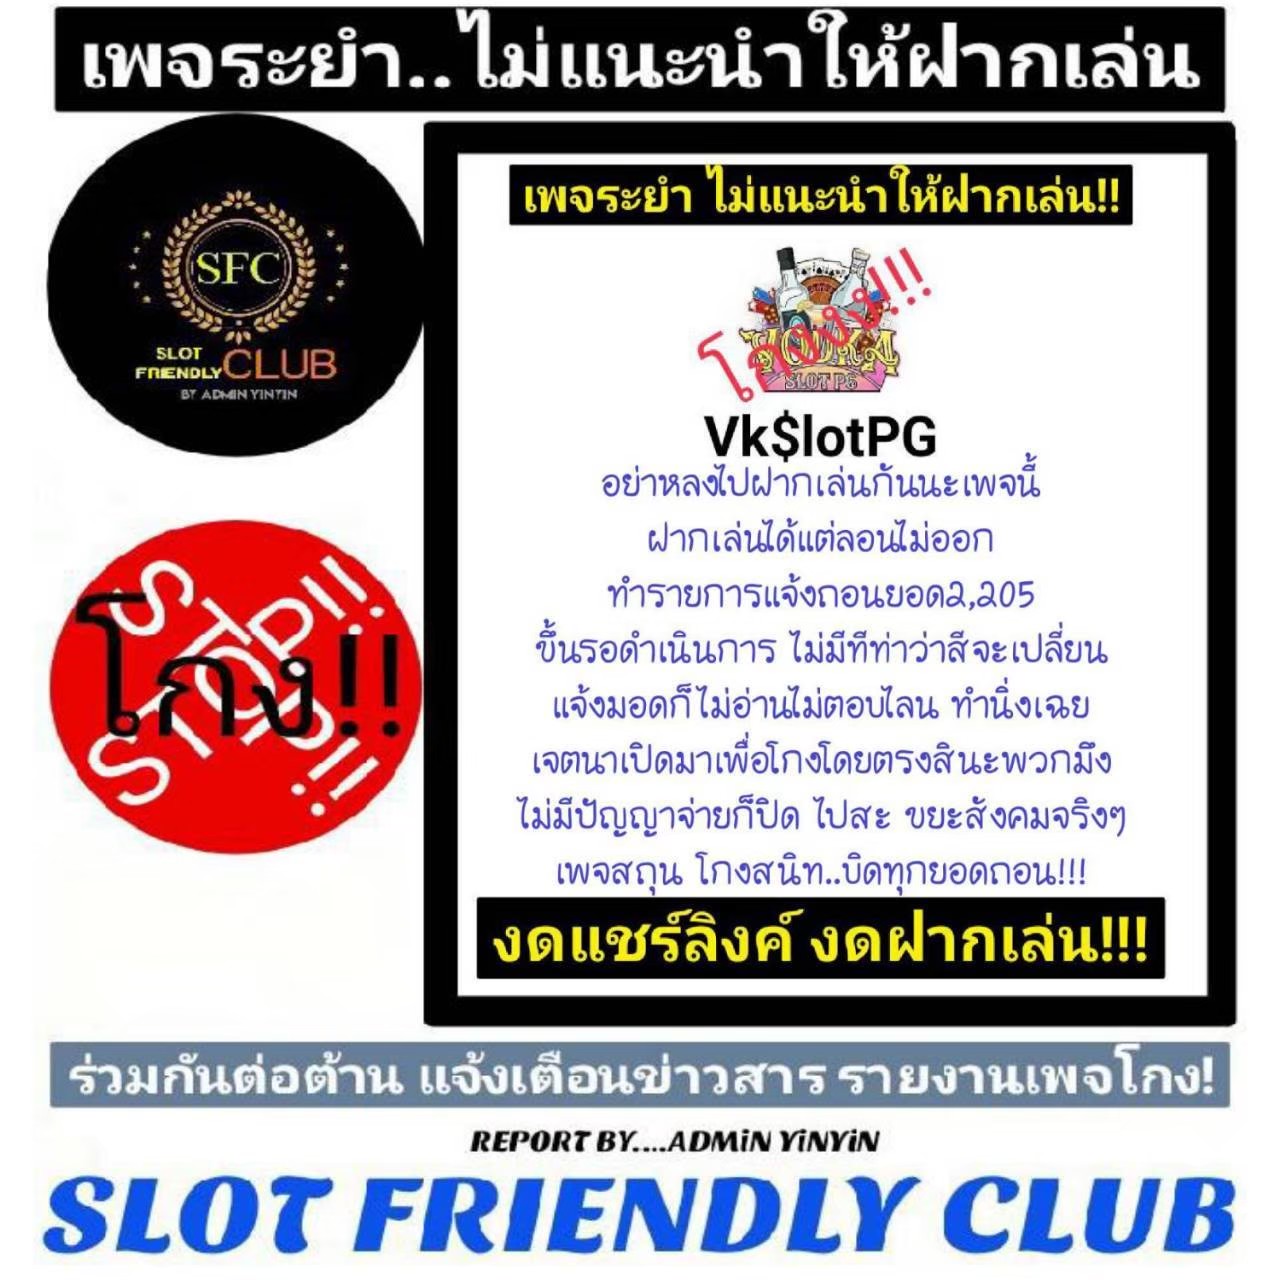 เพจระยำ..ไม่แนะนำให้ฝากเล่น
SFC
SLOT
FRIENDLY CLUB
BY ADMIN YINYIN
STOP!!
STOP!!
โกง!!
เพจระยำ ไม่แนะนำให้ฝากเล่น!!
VODKA
SLOT PG
โกงงง!!!
Vk$lotPG
อย่าหลงไปฝากเล่นกันนะเพจนี้
ฝากเล่นได้แต่ลอนไม่ออก
ทำรายการแจ้งถอนยอด2,205
ขึ้นรอดำเนินการ ไม่มีทีท่าว่าสีจะเปลี่ยน
แจ้งมอดก็ไม่อ่านไม่ตอบไลน ทำนิ่งเฉย
เจตนาเปิดมาเพื่อโกงโดยตรงสินะพวกมึง
ไม่มีปัญญาจ่ายก็ปิด ไปสะ ขยะสังคมจริงๆ
เพจสถุน โกงสนิท..บิดทุกยอดถอน!!!
งดแชร์ลิงค์ งดฝากเล่น!!!
ร่วมกันต่อต้าน แจ้งเตือนข่าวสาร รายงานเพจโกง!
REPORT BY....ADMiN YiNYiN
SLOT FRIENDLY CLUB